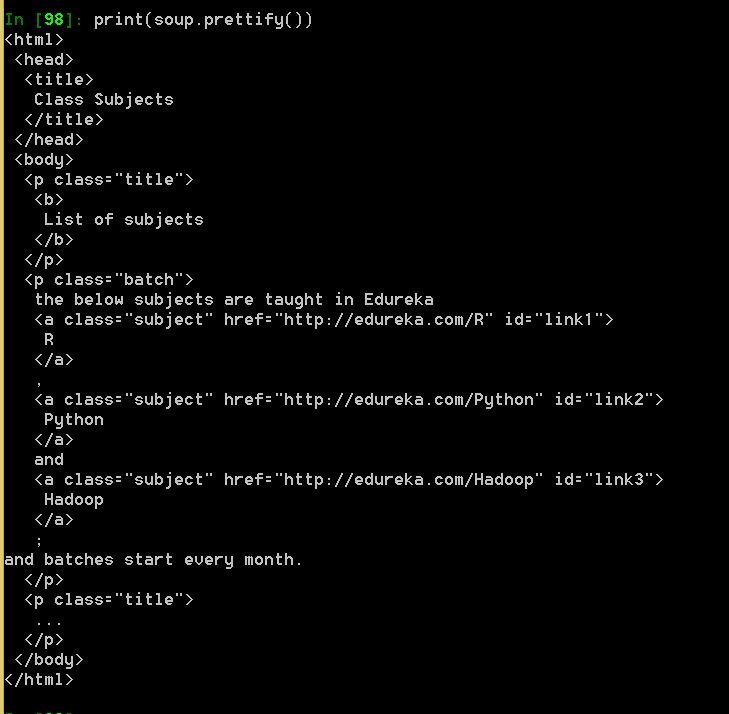 In [98]: print(soup.prettify())
<html>
 <head>
  <title>
   Class Subjects
  </title>
 </head>
 <body>
  <p class="title">
   <b>
    List of subjects
   </b>
  </p>
  <p class="batch">
   the below subjects are taught in Edureka
   <a class="subject" href="http://edureka.com/R" id="link1">
    R
   </a>
   ,
   <a class="subject" href="http://edureka.com/Python" id="link2">
    Python
   </a>
   and
   <a class="subject" href="http://edureka.com/Hadoop" id="link3">
    Hadoop
   </a>
   ;
and batches start every month.
  </p>
  <p class="title">
   ...
  </p>
 </body>
</html>